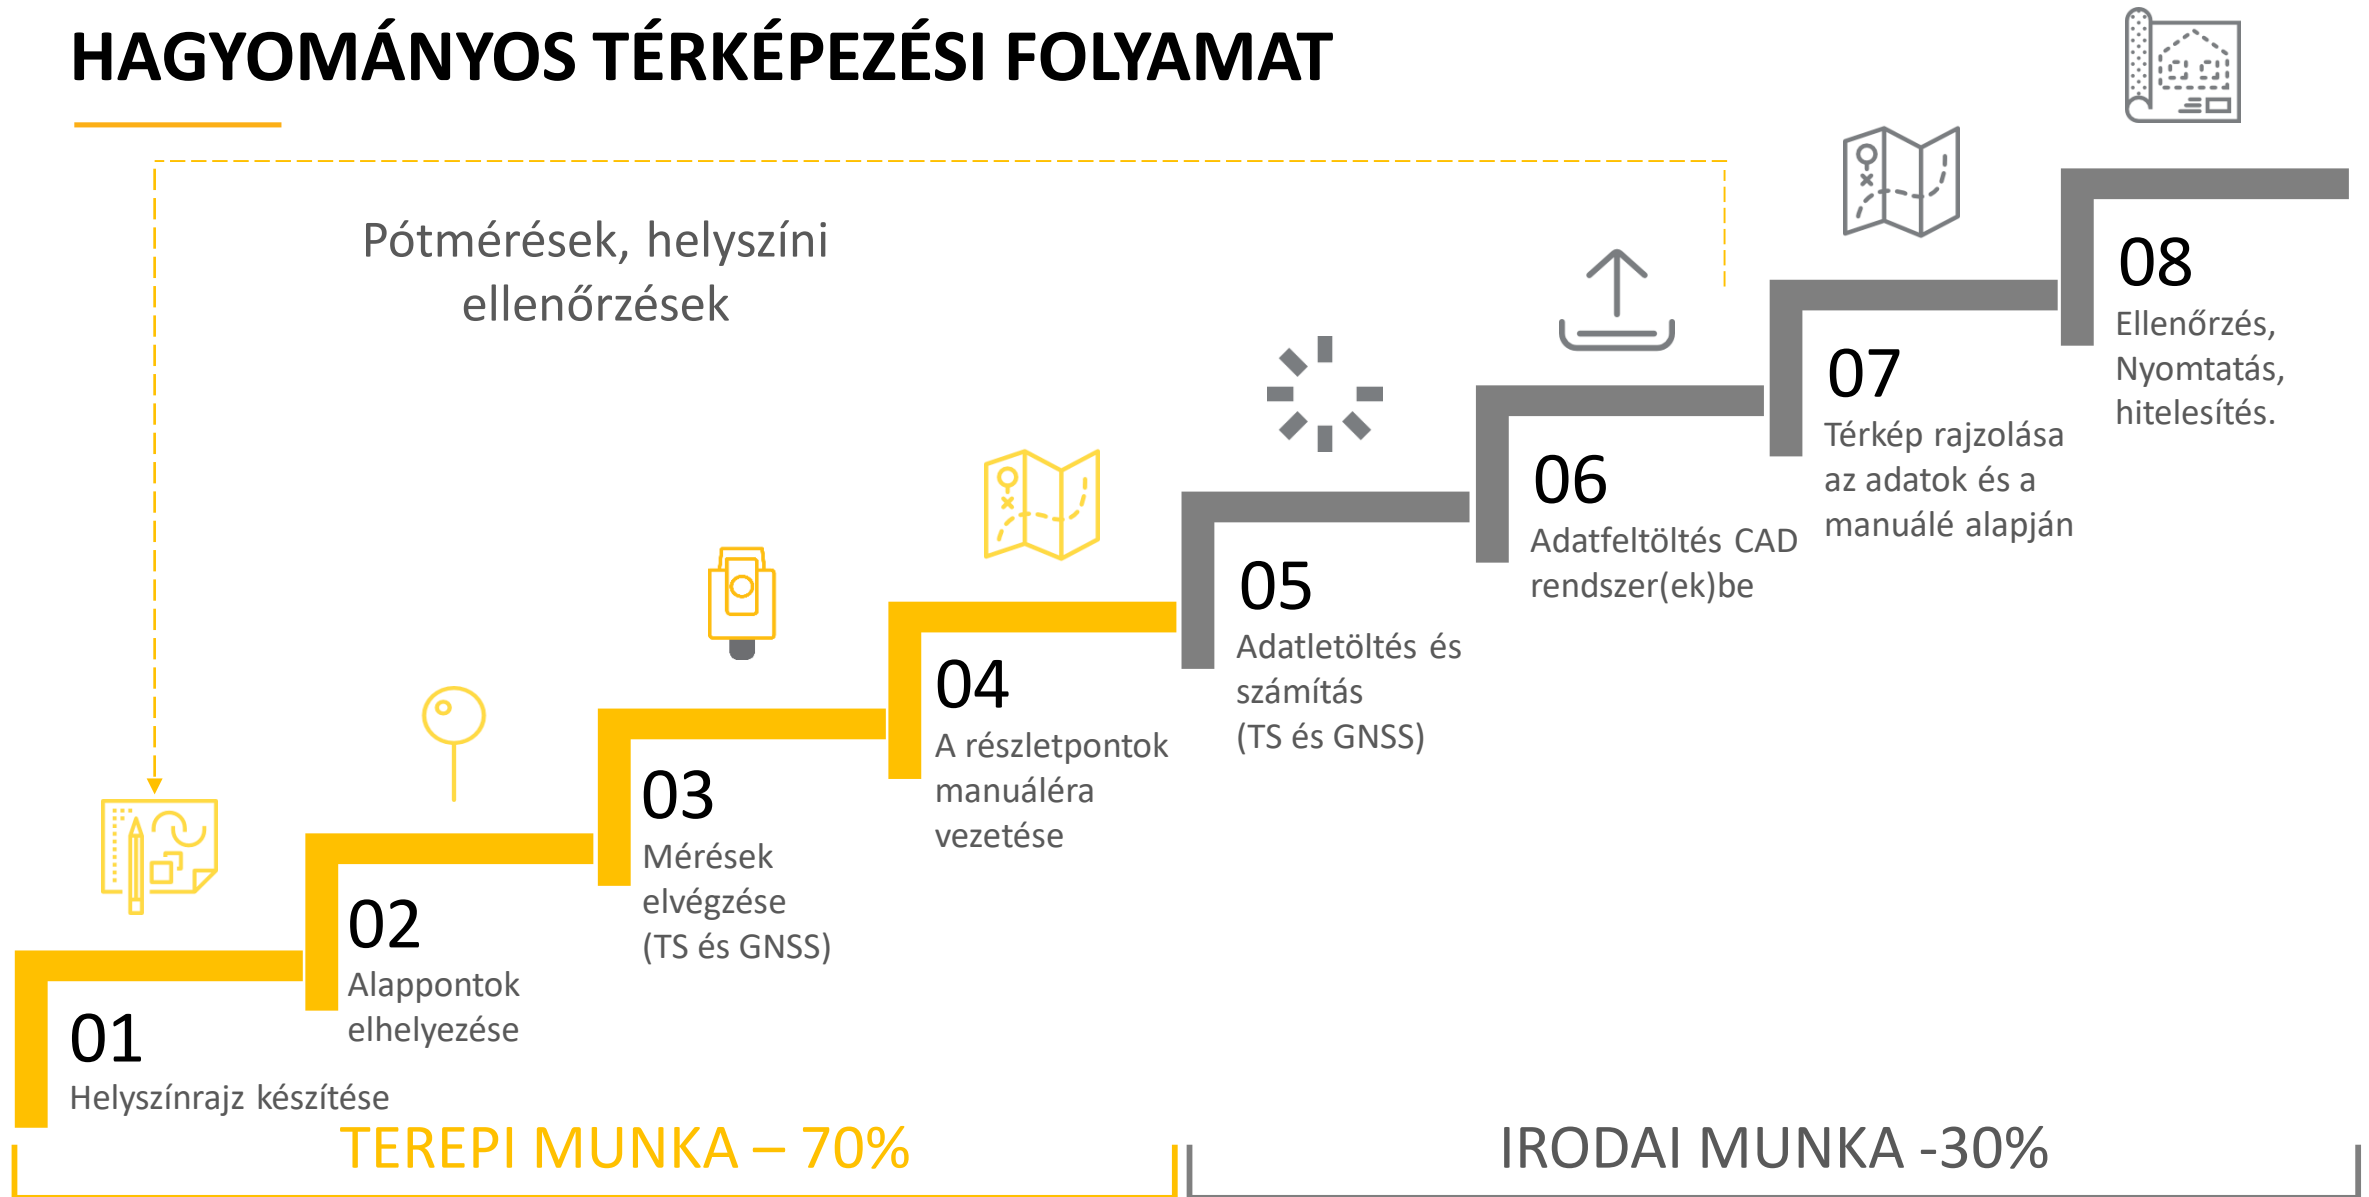 HAGYOMÁNYOS TÉRKÉPEZÉSI FOLYAMAT
Pótmérések, helyszíni
ellenőrzések
01
Helyszínrajz készítése
02
Alappontok
elhelyezése
03
Mérések
elvégzése
(TS és GNSS)
04
A részletpontok
manuáléra
vezetése
05
Adatletöltés és
számítás
(TS és GNSS)
06
Adatfeltöltés CAD
rendszer(ek)be
07
Térkép rajzolása
az adatok és a
manuálé alapján
08
Ellenőrzés,
Nyomtatás,
hitelesítés.
TEREPI MUNKA – 70%
IRODAI MUNKA -30%